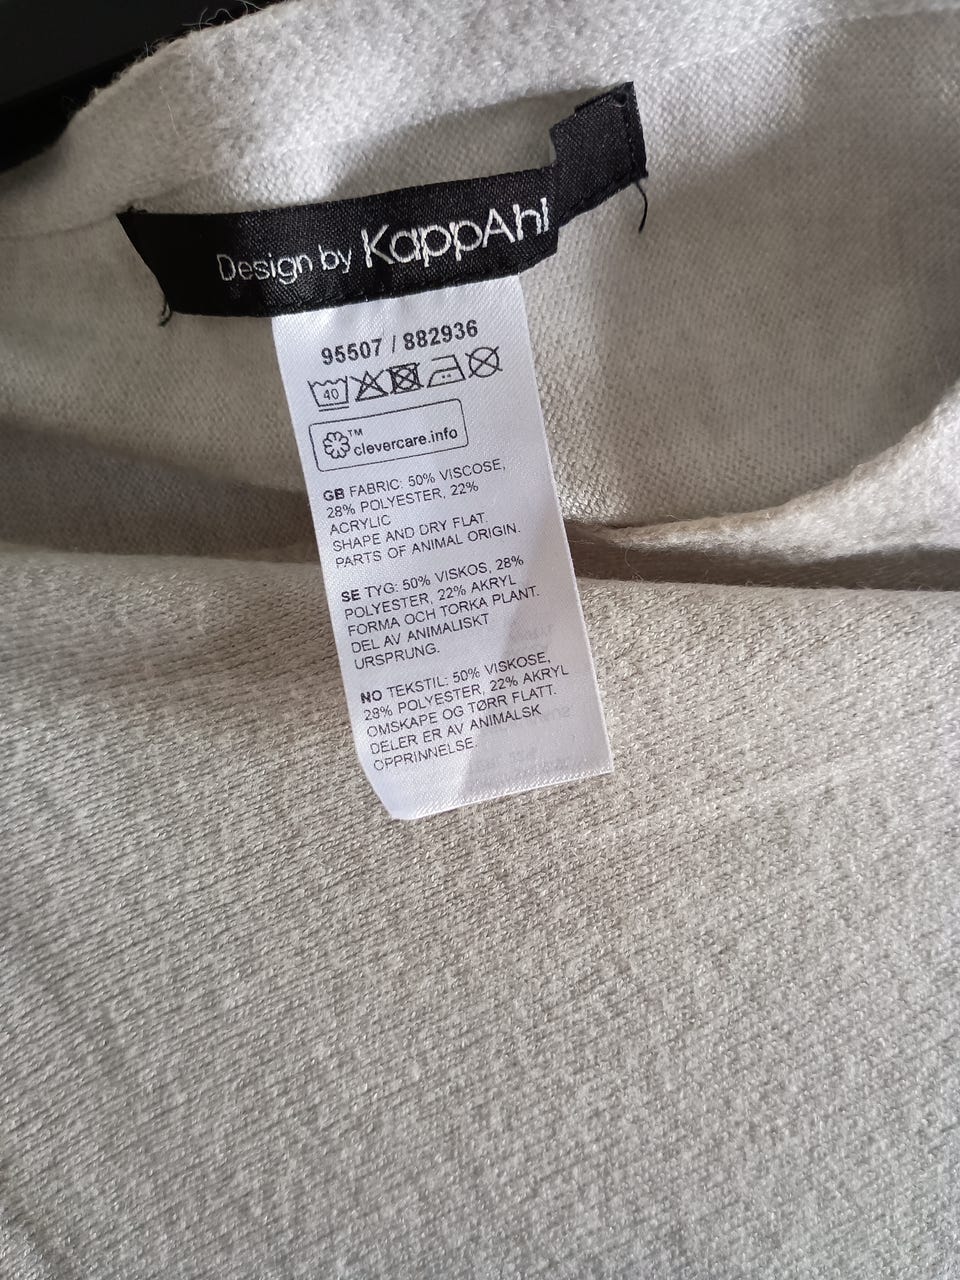 Design by KappAhl
95507 / 882936
40
TM
clevercare.info
GB FABRIC: 50% VISCOSE,
28% POLYESTER, 22%
ACRYLIC
SHAPE AND DRY FLAT.
PARTS OF ANIMAL ORIGIN.
SE TYG: 50% VISKOS, 28%
POLYESTER, 22% AKRYL
FORMA OCH TORKA PLANT.
DEL AV ANIMALISKT
URSPRUNG.
NO TEKSTIL: 50% VISKOSE,
28% POLYESTER, 22% AKRYL
OMSKAPE OG TØRR FLATT.
DELER ER AV ANIMALSK
OPPRINNELSE.